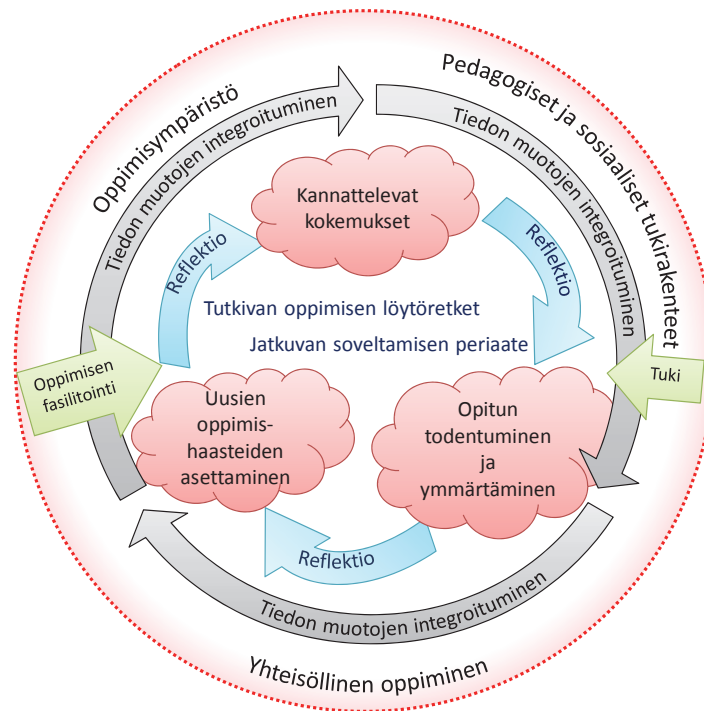 Oppimisympäristö
Pedagogiset ja sosiaaliset tukirakenteet
Tiedon muotojen integroituminen
Tiedon muotojen integroituminen
Kannattelevat
kokemukset
Reflektio
Reflektio
Tutkivan oppimisen löytöretket
Jatkuvan soveltamisen periaate
Oppimisen
fasilitointi
Tuki
Uusien
oppimis-
haasteiden
asettaminen
Opitun
todentuminen
ja
ymmärtäminen
Reflektio
Tiedon muotojen integroituminen
Yhteisöllinen oppiminen